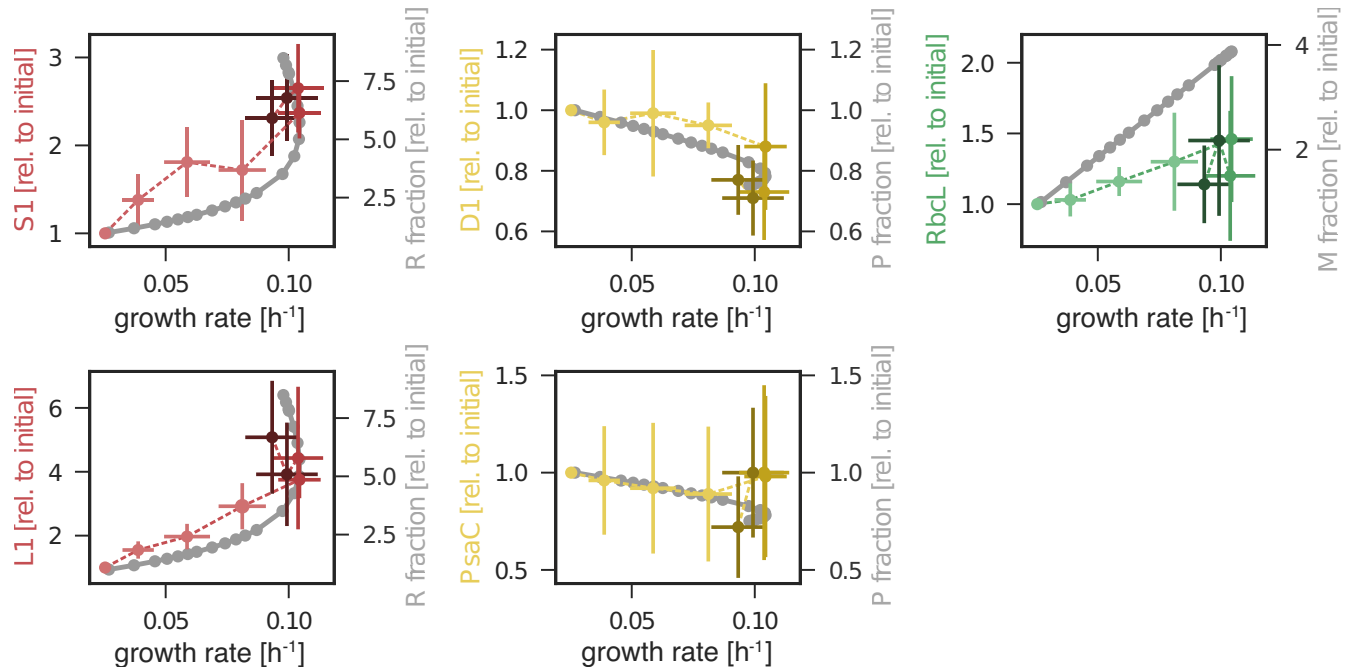 S1 [rel. to initial]
3
2
1
7.5
5.0
2.5
R fraction [rel. to initial]
0.05
0.10
growth rate [h⁻¹]
D1 [rel. to initial]
1.2
1.0
0.8
0.6
1.2
1.0
0.8
0.6
P fraction [rel. to initial]
0.05
0.10
growth rate [h⁻¹]
RbcL [rel. to initial]
2.0
1.5
1.0
4
2
M fraction [rel. to initial]
0.05
0.10
growth rate [h⁻¹]
L1 [rel. to initial]
6
4
2
7.5
5.0
2.5
R fraction [rel. to initial]
0.05
0.10
growth rate [h⁻¹]
PsaC [rel. to initial]
1.5
1.0
0.5
1.5
1.0
0.5
P fraction [rel. to initial]
0.05
0.10
growth rate [h⁻¹]